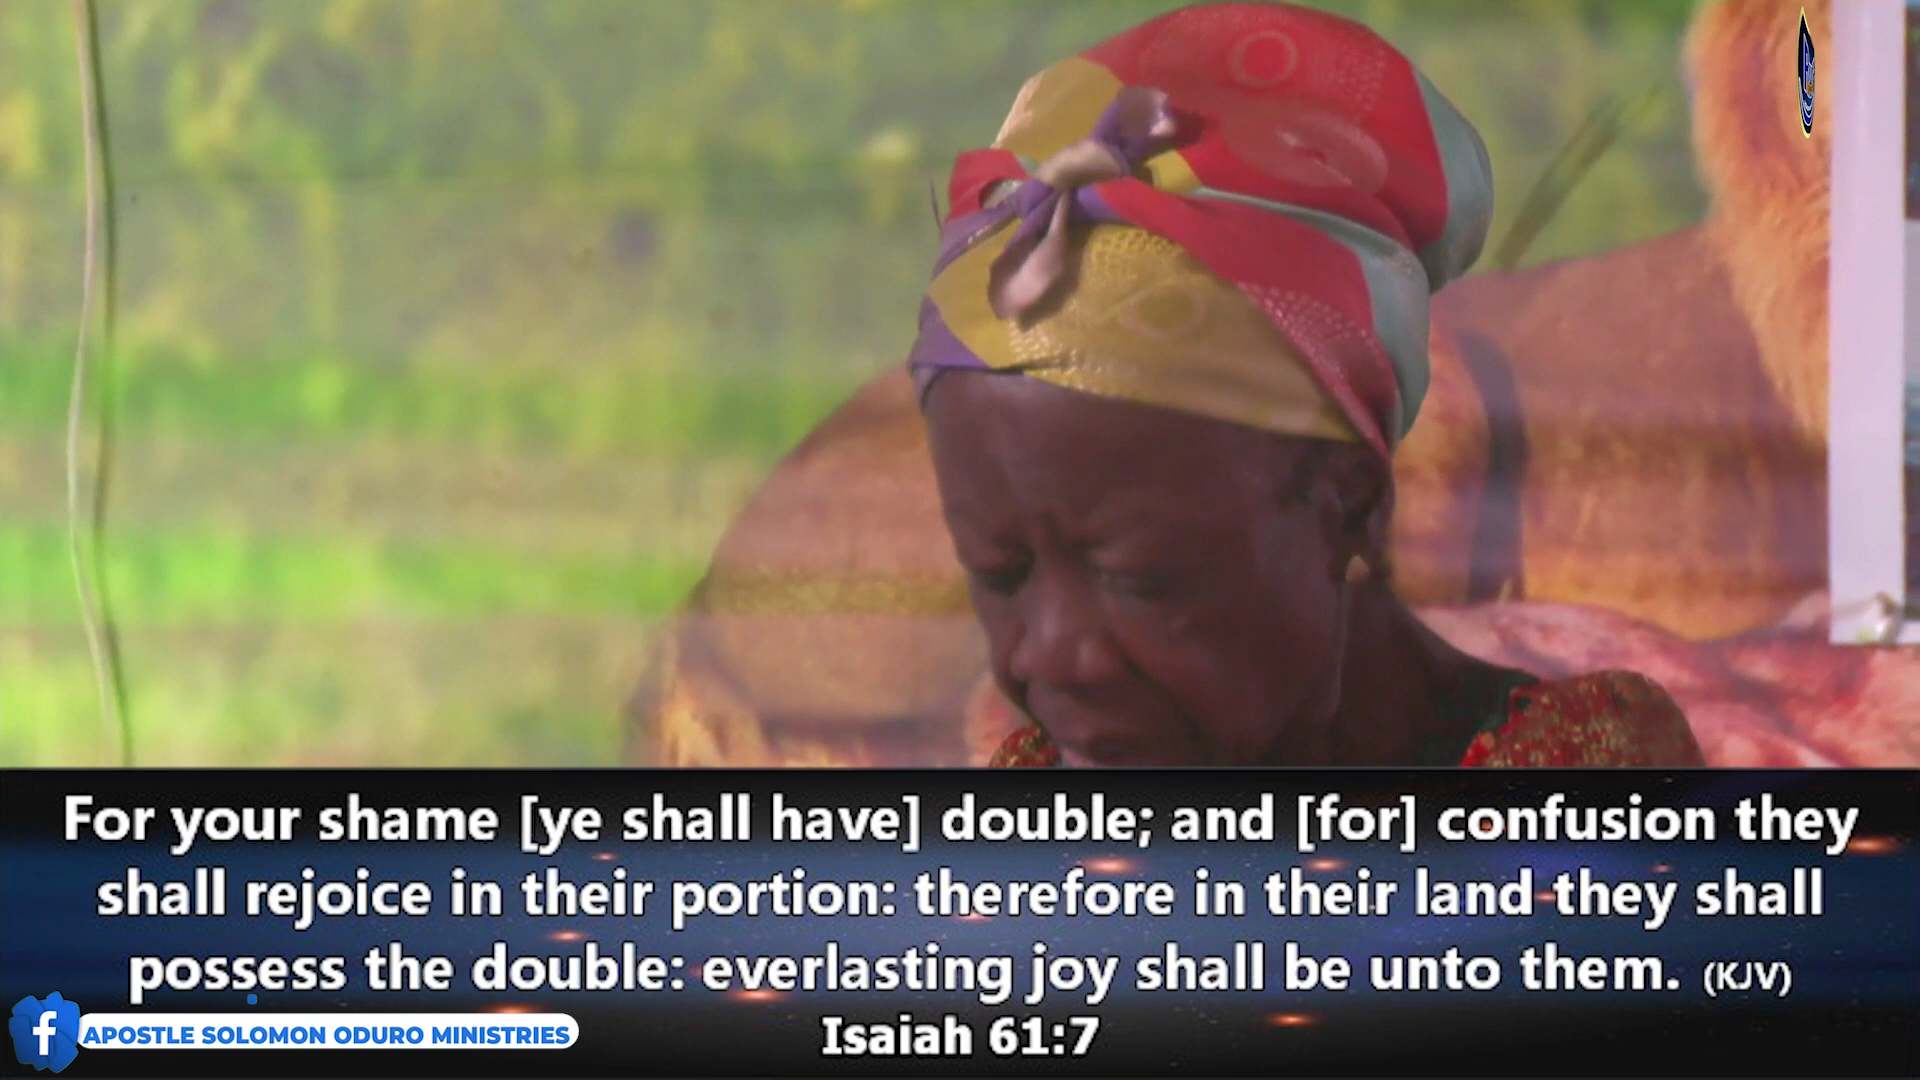 For your shame [ye shall have] double; and [for] confusion they
shall rejoice in their portion: therefore in their land they shall
possess the double: everlasting joy shall be unto them. (KJV)
Isaiah 61:7
f APOSTLE SOLOMON ODURO MINISTRIES